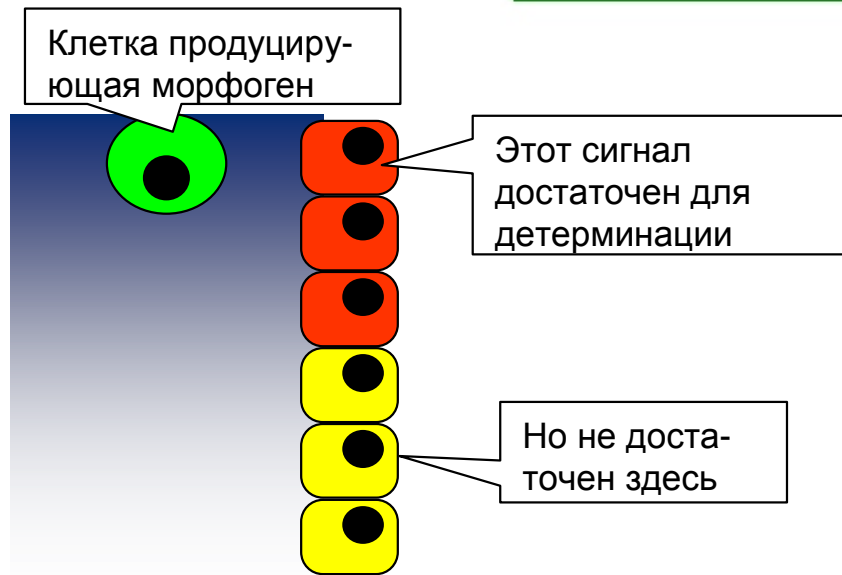 Клетка продуциру-
ющая морфоген
Этот сигнал
достаточен для
детерминации
Но не доста-
точен здесь